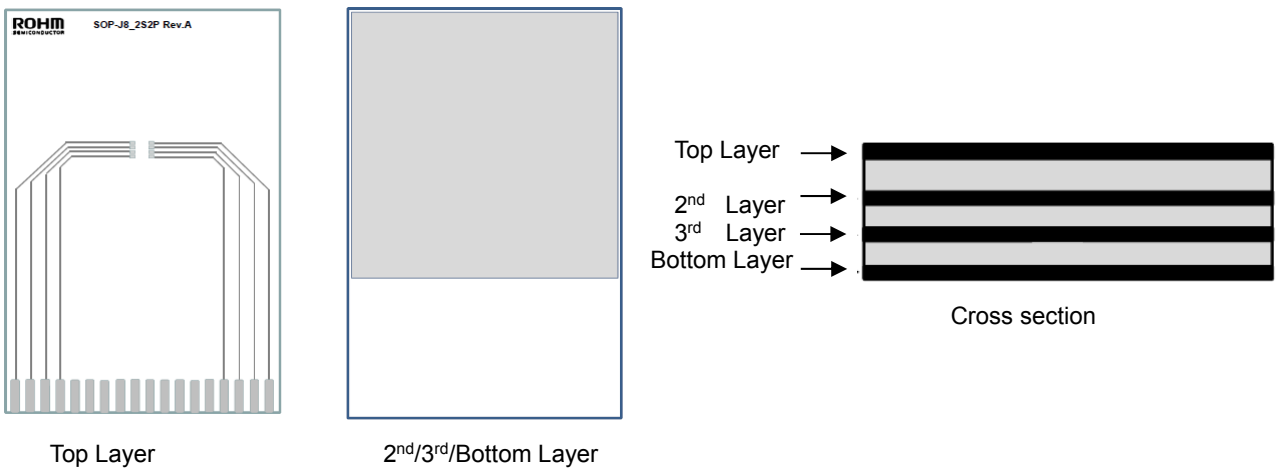 ROHM
SEMICONDUCTOR
SOP-J8_2S2P Rev.A
Top Layer
2nd/3rd/Bottom Layer
Top Layer
2nd Layer
3rd Layer
Bottom Layer
Cross section